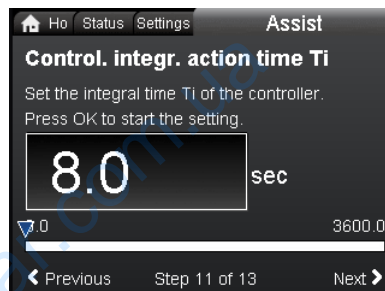 Ho Status Settings Assist
Control. integr. action time Ti
Set the integral time Ti of the controller.
Press OK to start the setting.
8.0 sec
.0 3600.0
Previous Step 11 of 13 Next